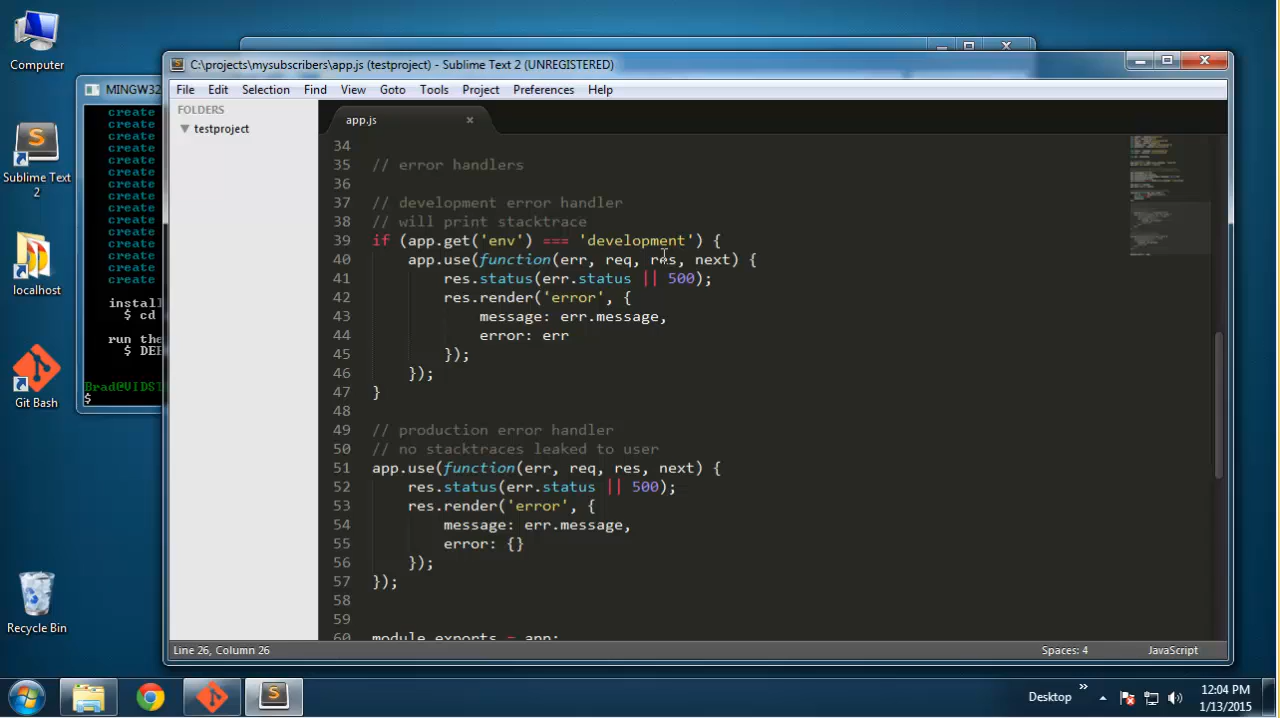 Computer
Sublime Text
2
localhost
Git Bash
Recycle Bin
MINGW32
create
create
create
create
create
create
create
create
create
create
create
create
create
create
install
$ cd
run the
$ DEB
Brad@VIDST
$
C:\projects\mysubscribers\app.js (testproject) - Sublime Text 2 (UNREGISTERED)
File Edit Selection Find View Goto Tools Project Preferences Help
FOLDERS
testproject
app.js
34
35 // error handlers
36
37 // development error handler
38 // will print stacktrace
39 if (app.get('env') === 'development') {
40 app.use(function(err, req, res, next) {
41 res.status(err.status || 500);
42 res.render('error', {
43 message: err.message,
44 error: err
45 });
46 });
47 }
48
49 // production error handler
50 // no stacktraces leaked to user
51 app.use(function(err, req, res, next) {
52 res.status(err.status || 500);
53 res.render('error', {
54 message: err.message,
55 error: {}
56 });
57 });
58
59
60 module.exports = app;
Line 26, Column 26
Spaces: 4
JavaScript
Desktop
12:04 PM
1/13/2015